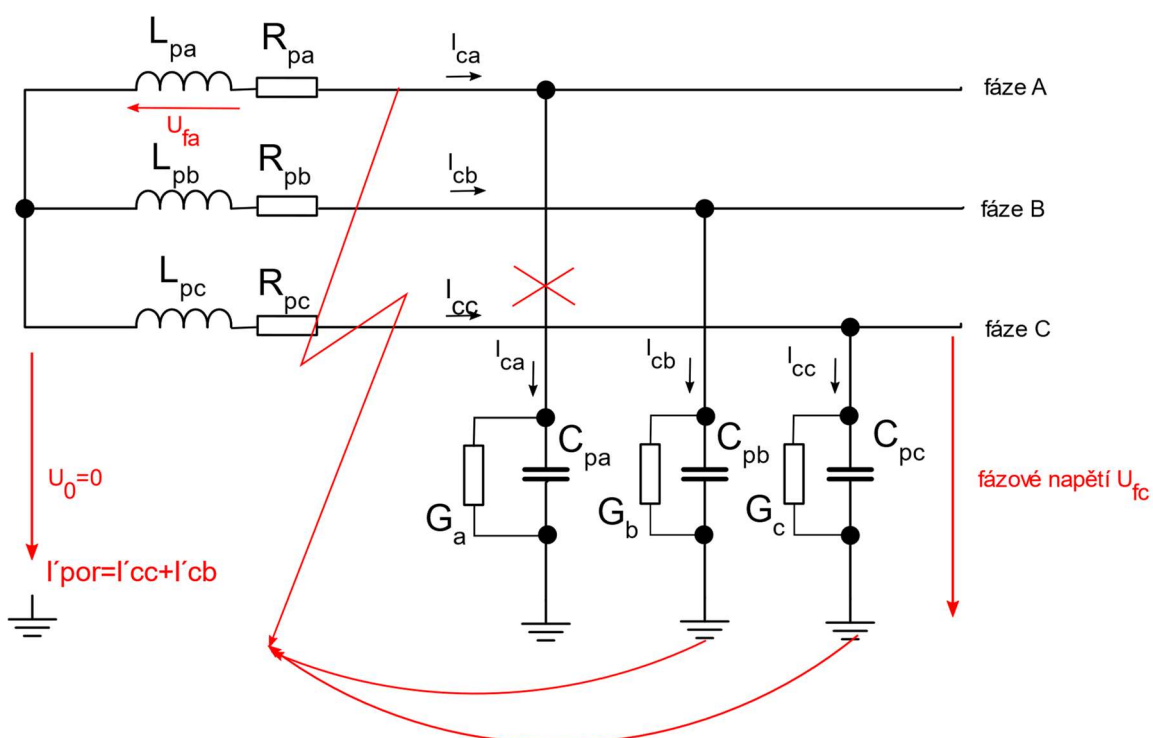 Lpa
Rpa
Ica
fáze A
Ufa
Lpb
Rpb
Icb
fáze B
Lpc
Rpc
Icc
fáze C
Ica
Icb
Icc
Cpa
Cpb
Cpc
U0=0
fázové napětí Ufc
Ga
Gb
Gc
I´por=I´cc+I´cb